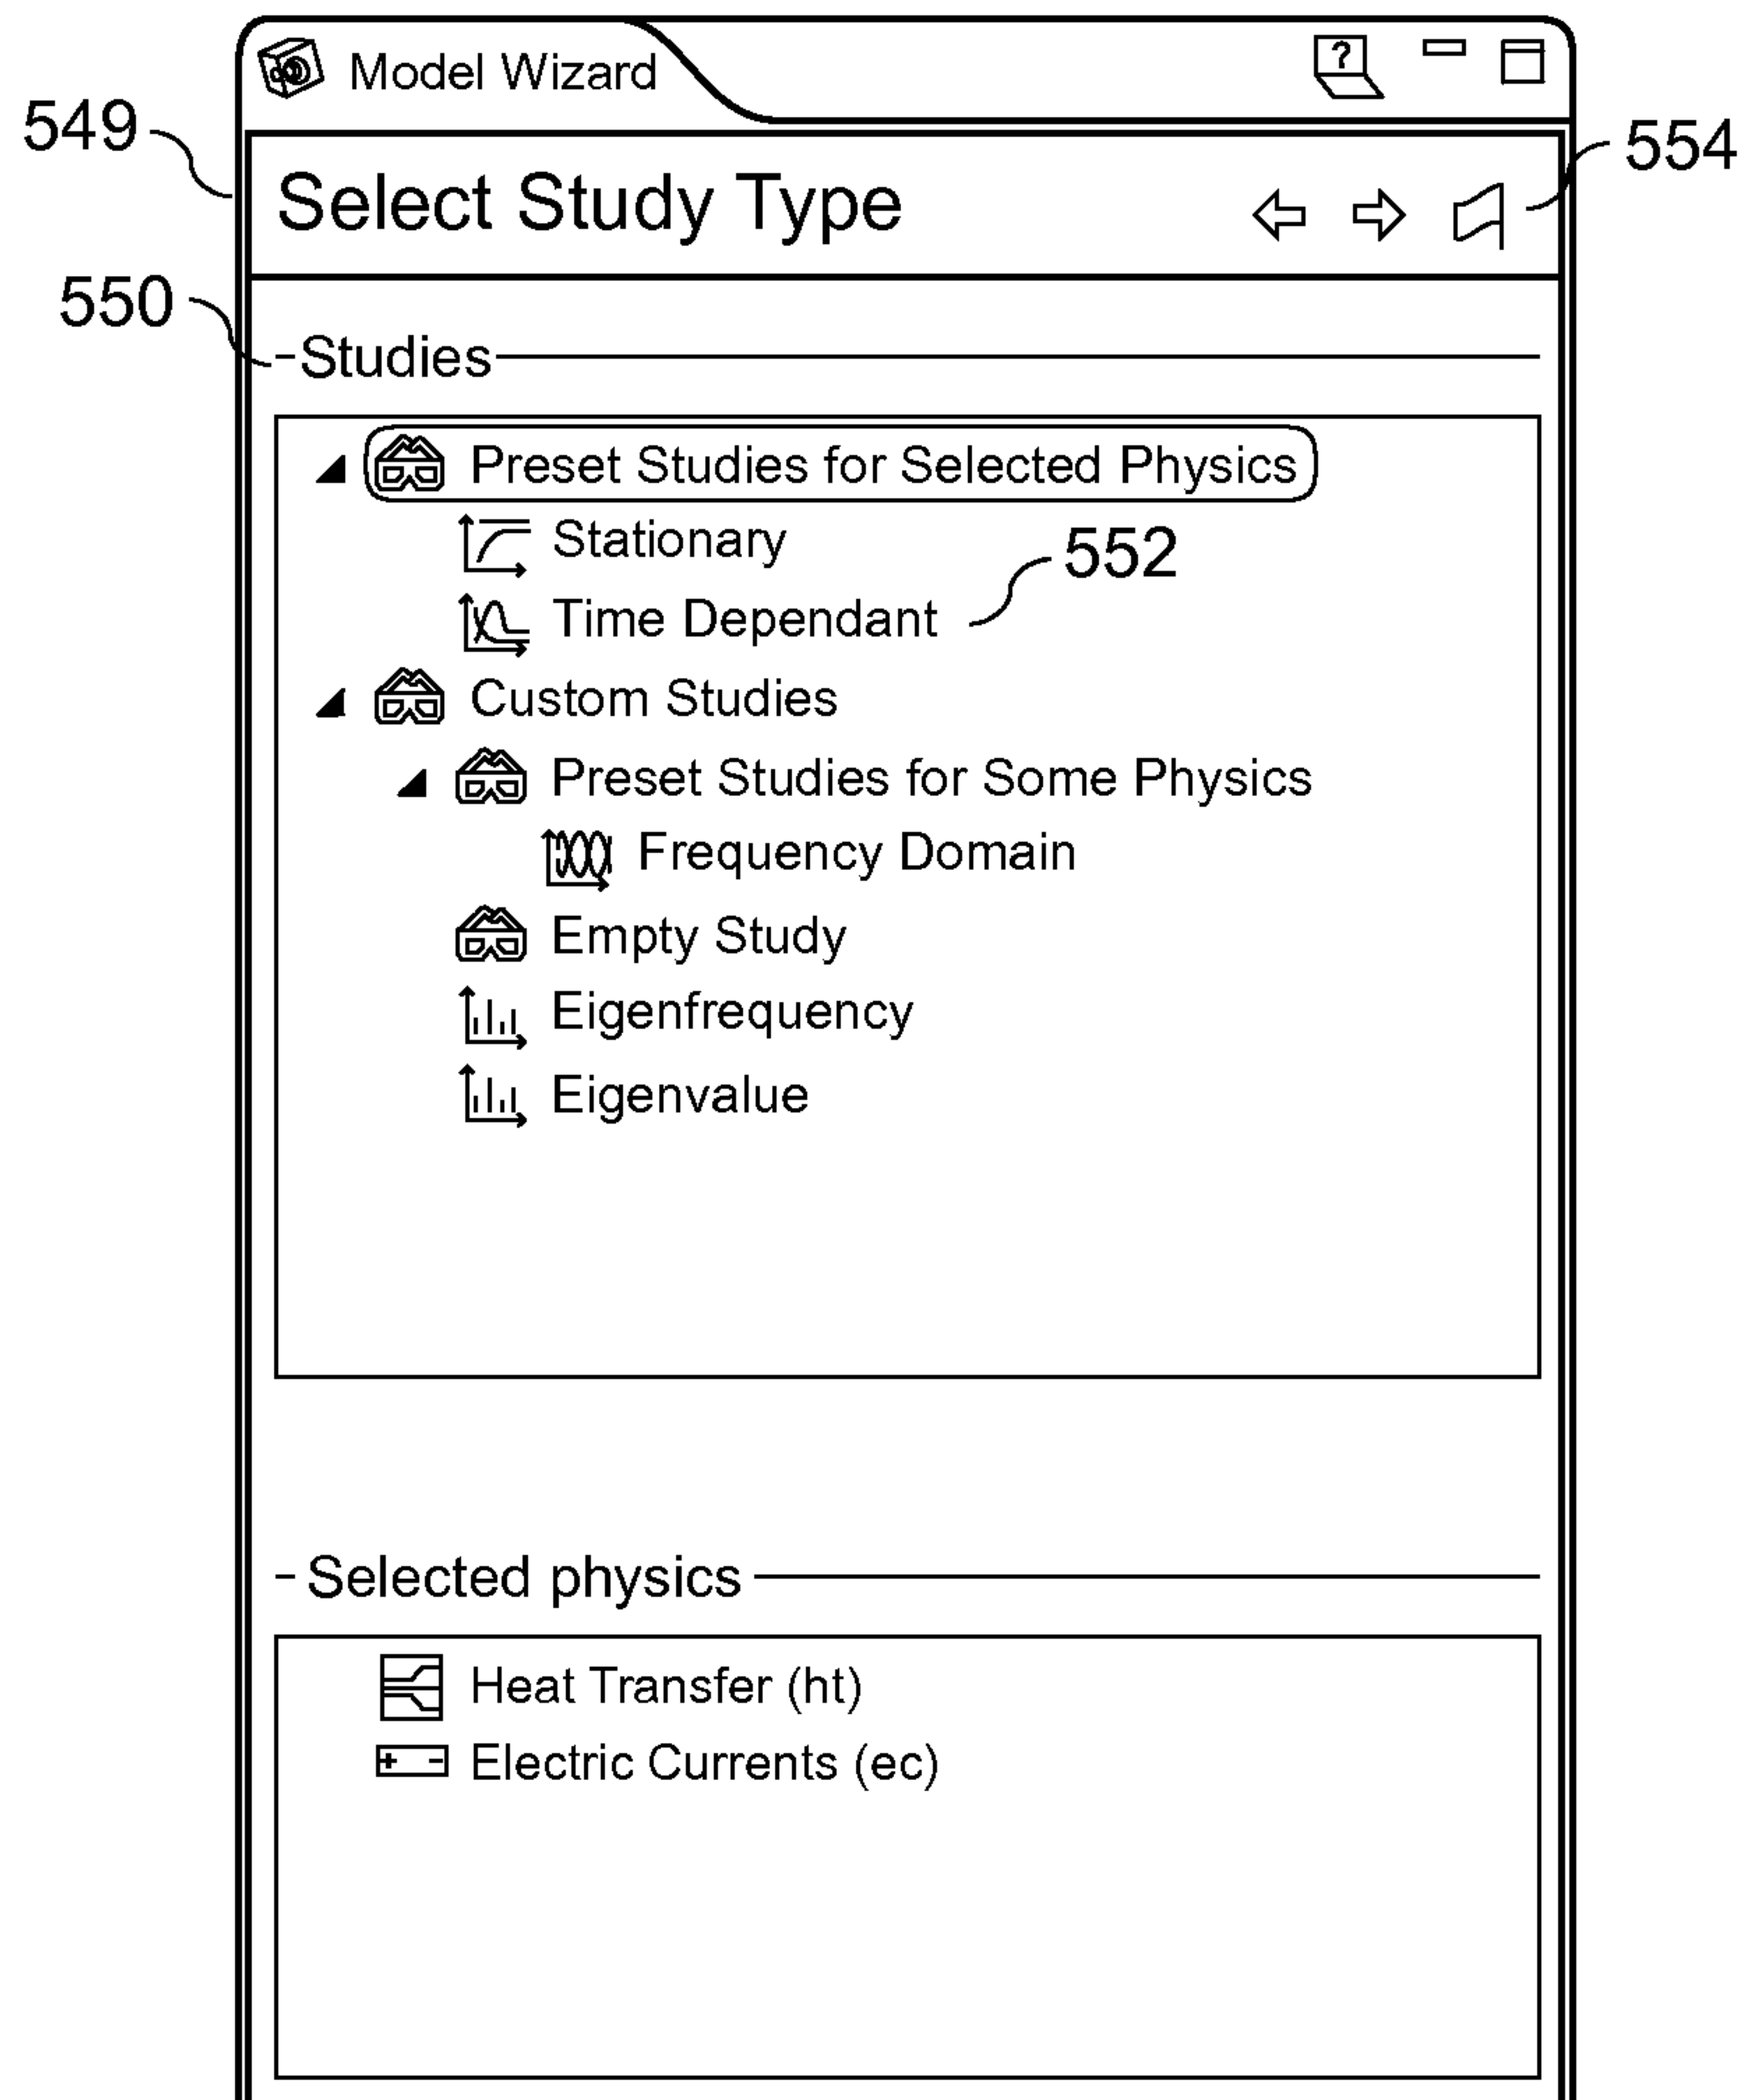 Model Wizard
?
549
554
Select Study Type
550
Studies
Preset Studies for Selected Physics
Stationary
552
Time Dependant
Custom Studies
Preset Studies for Some Physics
Frequency Domain
Empty Study
Eigenfrequency
Eigenvalue
Selected physics
Heat Transfer (ht)
Electric Currents (ec)